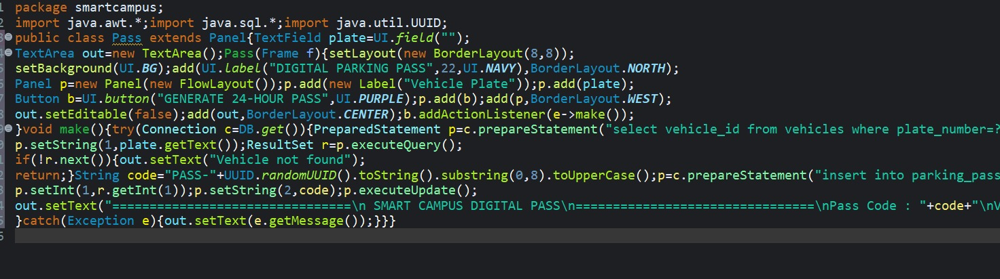 package smartcampus;
import java.awt.*;import java.sql.*;import java.util.UUID;
public class Pass extends Panel{TextField plate=UI.field("");
TextArea out=new TextArea();Pass(Frame f){setLayout(new BorderLayout(8,8));
setBackground(UI.BG);add(UI.label("DIGITAL PARKING PASS",22,UI.NAVY),BorderLayout.NORTH);
Panel p=new Panel(new FlowLayout());p.add(new Label("Vehicle Plate"));p.add(plate);
Button b=UI.button("GENERATE 24-HOUR PASS",UI.PURPLE);p.add(b);add(p,BorderLayout.WEST);
out.setEditable(false);add(out,BorderLayout.CENTER);b.addActionListener(e->make());
}void make(){try(Connection c=DB.get()){PreparedStatement p=c.prepareStatement("select vehicle_id from vehicles where plate_number=?
p.setString(1,plate.getText());ResultSet r=p.executeQuery();
if(!r.next()){out.setText("Vehicle not found");
return;}String code="PASS-"+UUID.randomUUID().toString().substring(0,8).toUpperCase();p=c.prepareStatement("insert into parking_pass
p.setInt(1,r.getInt(1));p.setString(2,code);p.executeUpdate();
out.setText("================================\n SMART CAMPUS DIGITAL PASS\n================================\nPass Code : "+code+"\nV
}catch(Exception e){out.setText(e.getMessage());}}}